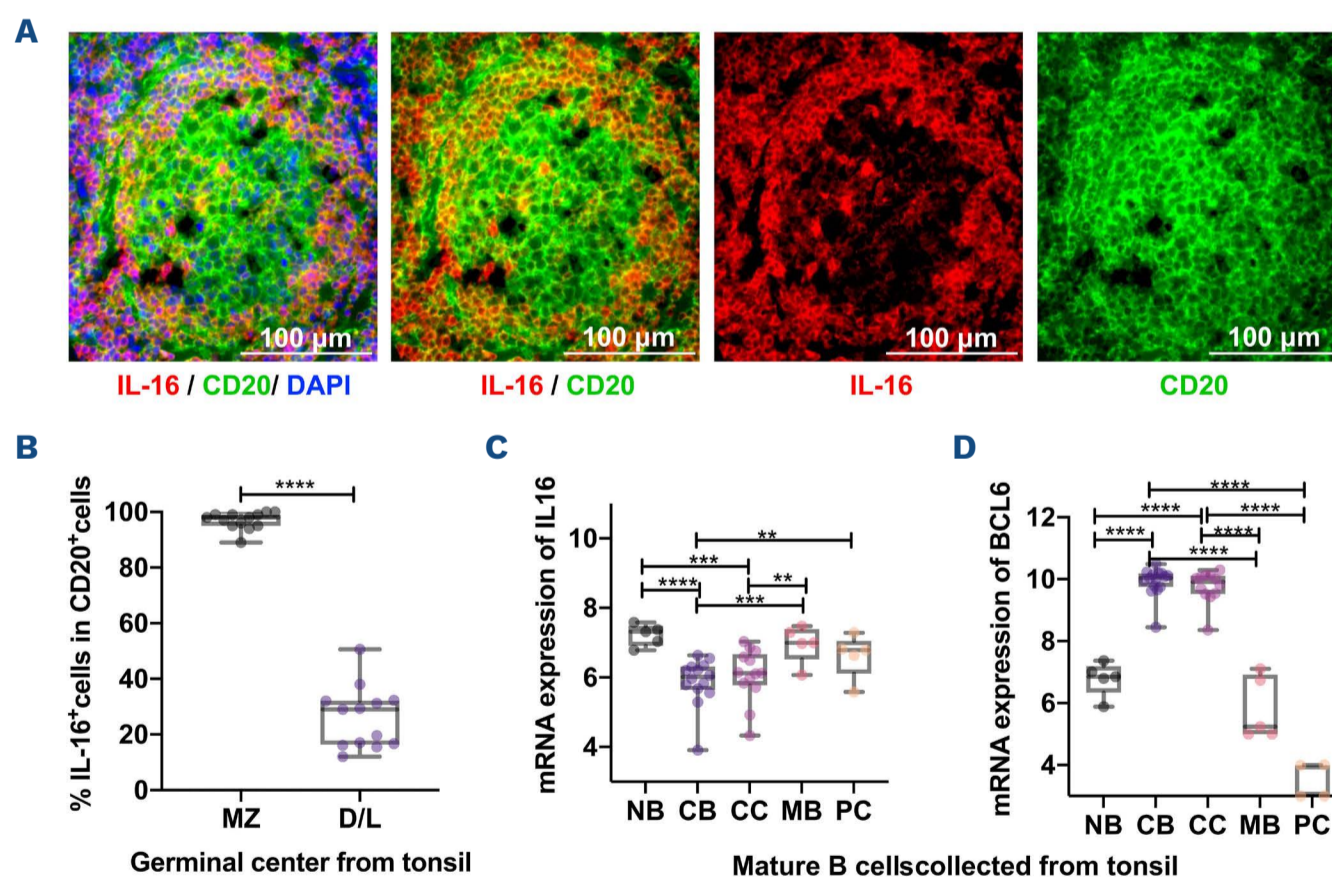 A
100 µm 100 µm 100 µm 100 µm
IL-16 / CD20/ DAPI
IL-16 / CD20
IL-16
CD20
B
% IL-16+cells in CD20+cells
100
80
60
40
20
0
****
MZ D/L
Germinal center from tonsil
C
mRNA expression of IL16
10
8
6
4
**
***
**** **
***
NB CB CC MB PC
D
mRNA expression of BCL6
12
10
8
6
4
****
**** ****
**** ****
****
NB CB CC MB PC
Mature B cellscollected from tonsil